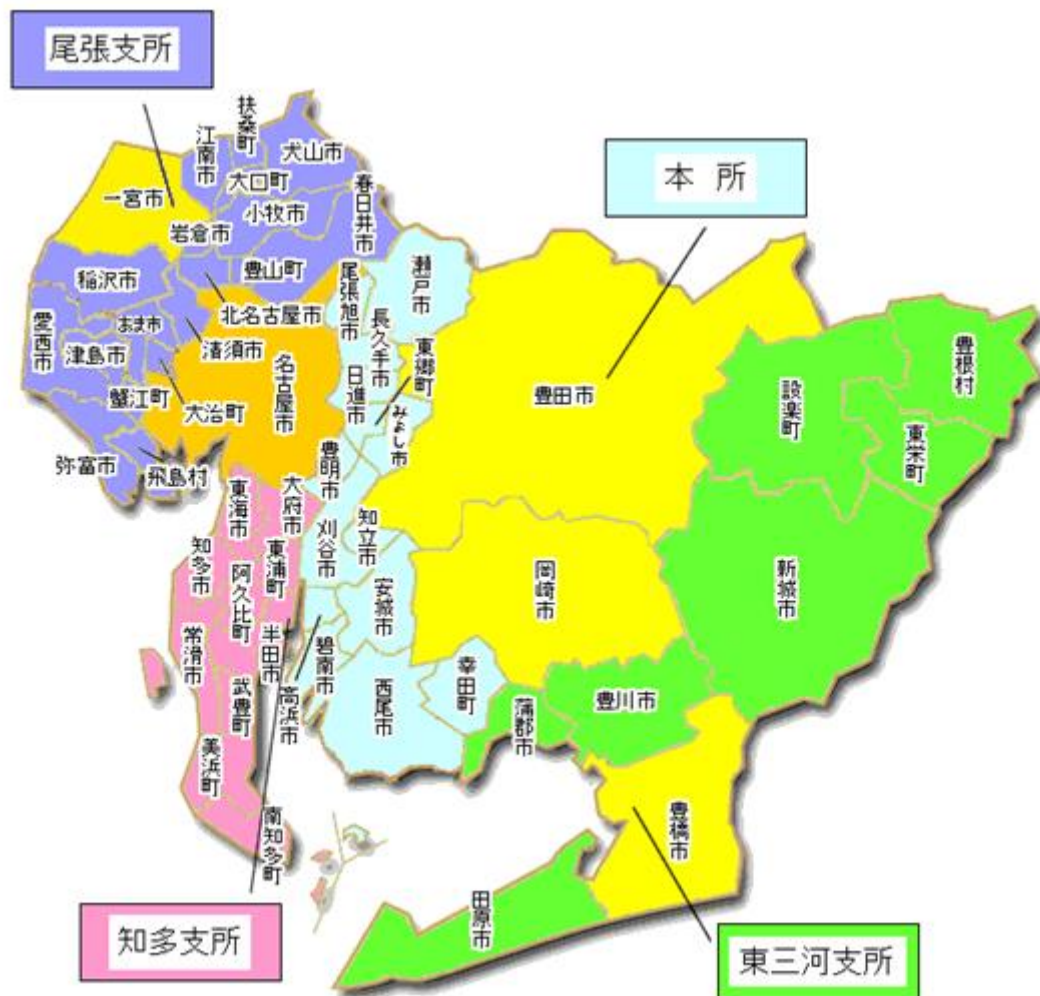 尾張支所
本所
扶桑町
江南市
犬山市
大口町
春日井市
一宮市
小牧市
岩倉市
豊山町
稲沢市
尾張旭市
瀬戸市
北名古屋市
愛西市
あま市
長久手市
清須市
津島市
東郷町
豊根村
名古屋市
日進市
設楽町
豊田市
蟹江町
大治町
みよし市
東栄町
豊明市
弥富市
飛島村
東海市
大府市
刈谷市
知立市
知多市
東浦町
阿久比町
岡崎市
新城市
安城市
常滑市
半田市
碧南市
幸田町
高浜市
西尾市
豊川市
武豊町
蒲郡市
美浜町
南知多町
豊橋市
田原市
知多支所
東三河支所